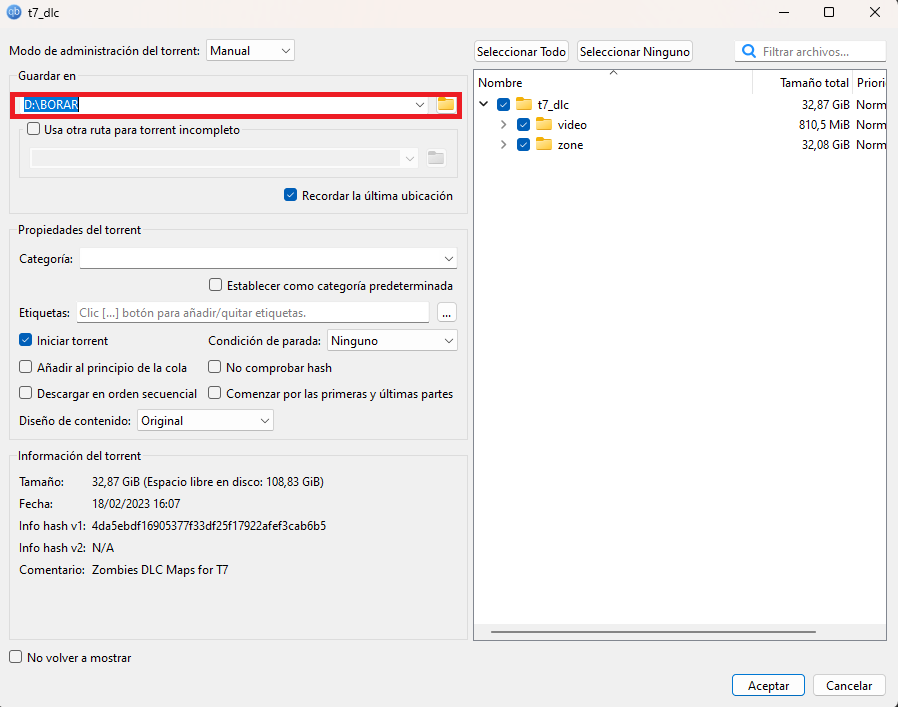 t7_dlc
Modo de administración del torrent: Manual
Guardar en
D:\BORAR
Usa otra ruta para torrent incompleto
Recordar la última ubicación
Propiedades del torrent
Categoría:
Establecer como categoría predeterminada
Etiquetas: Clic [...] botón para añadir/quitar etiquetas. ...
Iniciar torrent Condición de parada: Ninguno
Añadir al principio de la cola No comprobar hash
Descargar en orden secuencial Comenzar por las primeras y últimas partes
Diseño de contenido: Original
Información del torrent
Tamaño: 32,87 GiB (Espacio libre en disco: 108,83 GiB)
Fecha: 18/02/2023 16:07
Info hash v1: 4da5ebdf16905377f33df25f17922afef3cab6b5
Info hash v2: N/A
Comentario: Zombies DLC Maps for T7
No volver a mostrar
Seleccionar Todo Seleccionar Ninguno Filtrar archivos...
Nombre Tamaño total Priori
t7_dlc 32,87 GiB Norm
video 810,5 MiB Norm
zone 32,08 GiB Norm
Aceptar Cancelar